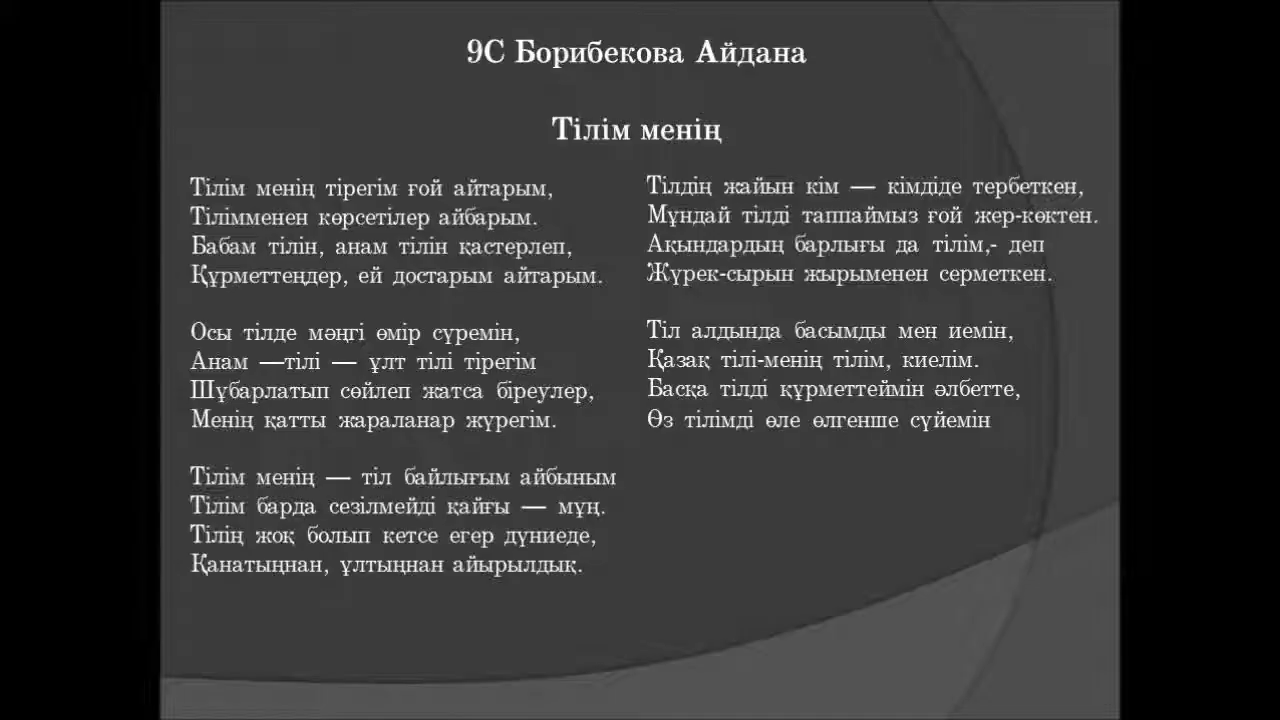 9С Борибекова Айдана
Тілім менің
Тілім менің тірегім ғой айтарым,
Тілімменен көрсетілер айбарым.
Бабам тілін, анам тілін қастерлеп,
Құрметтеңдер, ей достарым айтарым.
Осы тілде мәңгі өмір сүремін,
Анам —тілі — ұлт тілі тірегім
Шұбарлатып сөйлеп жатса біреулер,
Менің қатты жараланар жүрегім.
Тілім менің — тіл байлығым айбыным
Тілім барда сезілмейді қайғы — мұң.
Тілің жоқ болып кетсе егер дүниеде,
Қанатыңнан, ұлтыңнан айырылдық.
Тілдің жайын кім — кімдіде тербеткен,
Мұндай тілді таппаймыз ғой жер-көктен.
Ақындардың барлығы да тілім,- деп
Жүрек-сырын жырыменен серметкен.
Тіл алдында басымды мен иемін,
Қазақ тілі-менің тілім, киелім.
Басқа тілді құрметтеймін әлбетте,
Өз тілімді өле өлгенше сүйемін